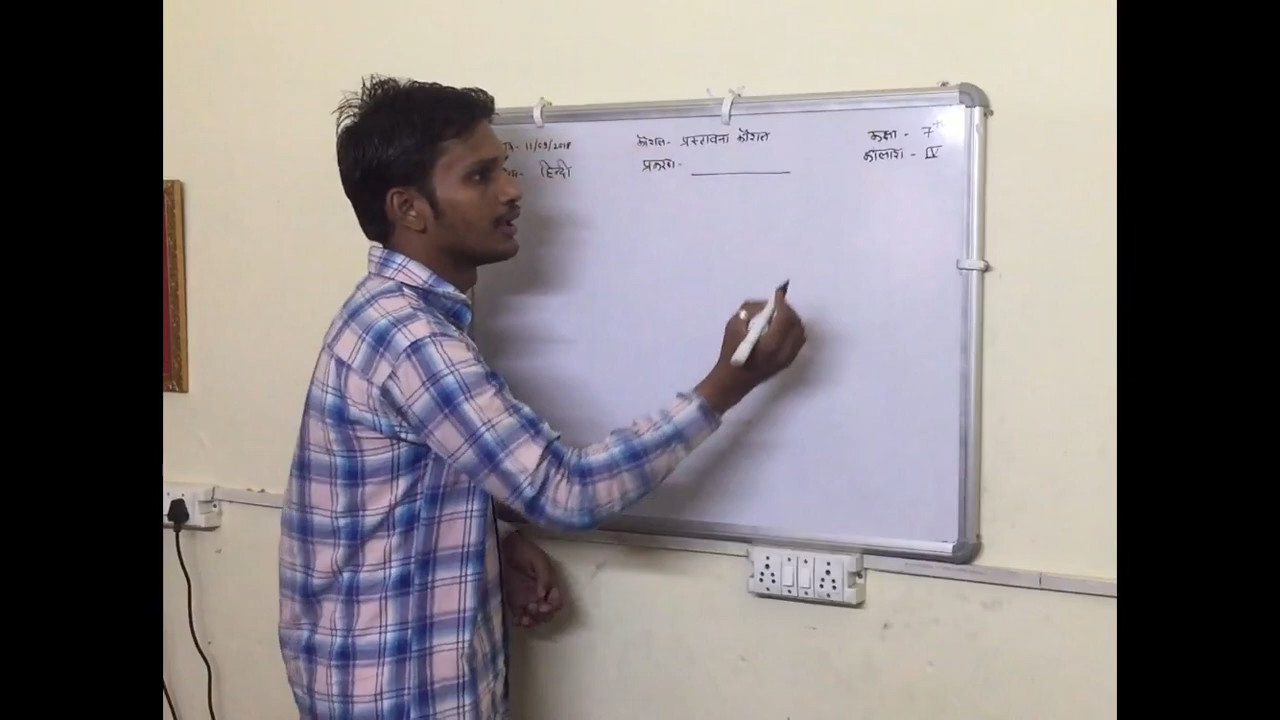 11/09/2018 कौशल- प्रस्तावना कौशल कक्षा - 7th
हिन्दी प्रकरण- कालांश - IV